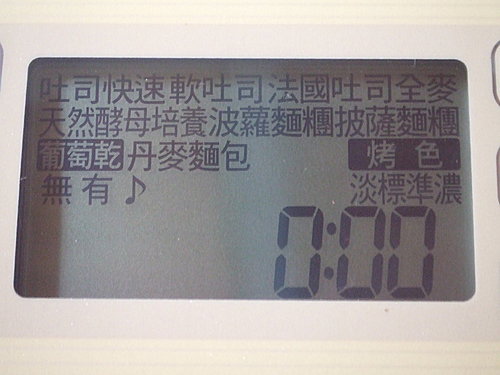 吐司快速軟吐司法國吐司全麥
天然酵母培養波蘿麵糰披薩麵糰
葡萄乾丹麥麵包 烤色
無有♪ 淡標準濃
0:00